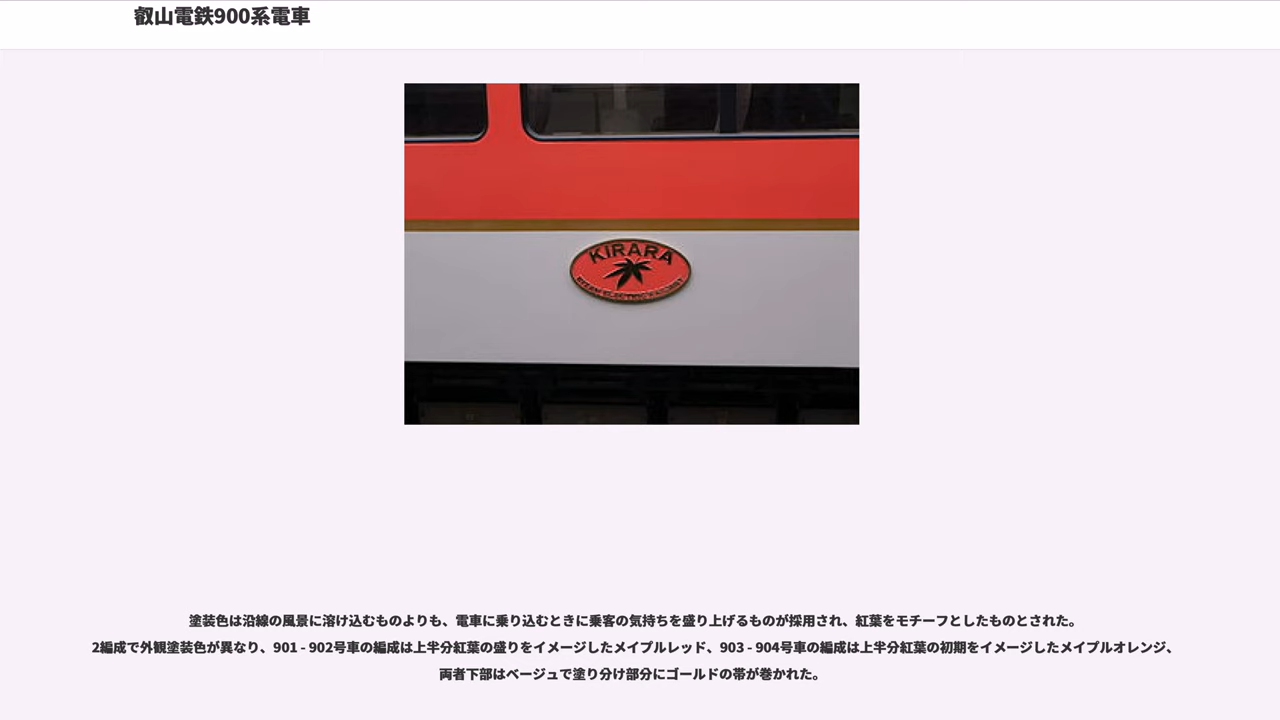 叡山電鉄900系電車
KIRARA
塗装色は沿線の風景に溶け込むものよりも、電車に乗り込むときに乗客の気持ちを盛り上げるものが採用され、紅葉をモチーフとしたものとされた。
2編成で外観塗装色が異なり、901 - 902号車の編成は上半分紅葉の盛りをイメージしたメイプルレッド、903 - 904号車の編成は上半分紅葉の初期をイメージしたメイプルオレンジ、
両者下部はベージュで塗り分け部分にゴールドの帯が巻かれた。